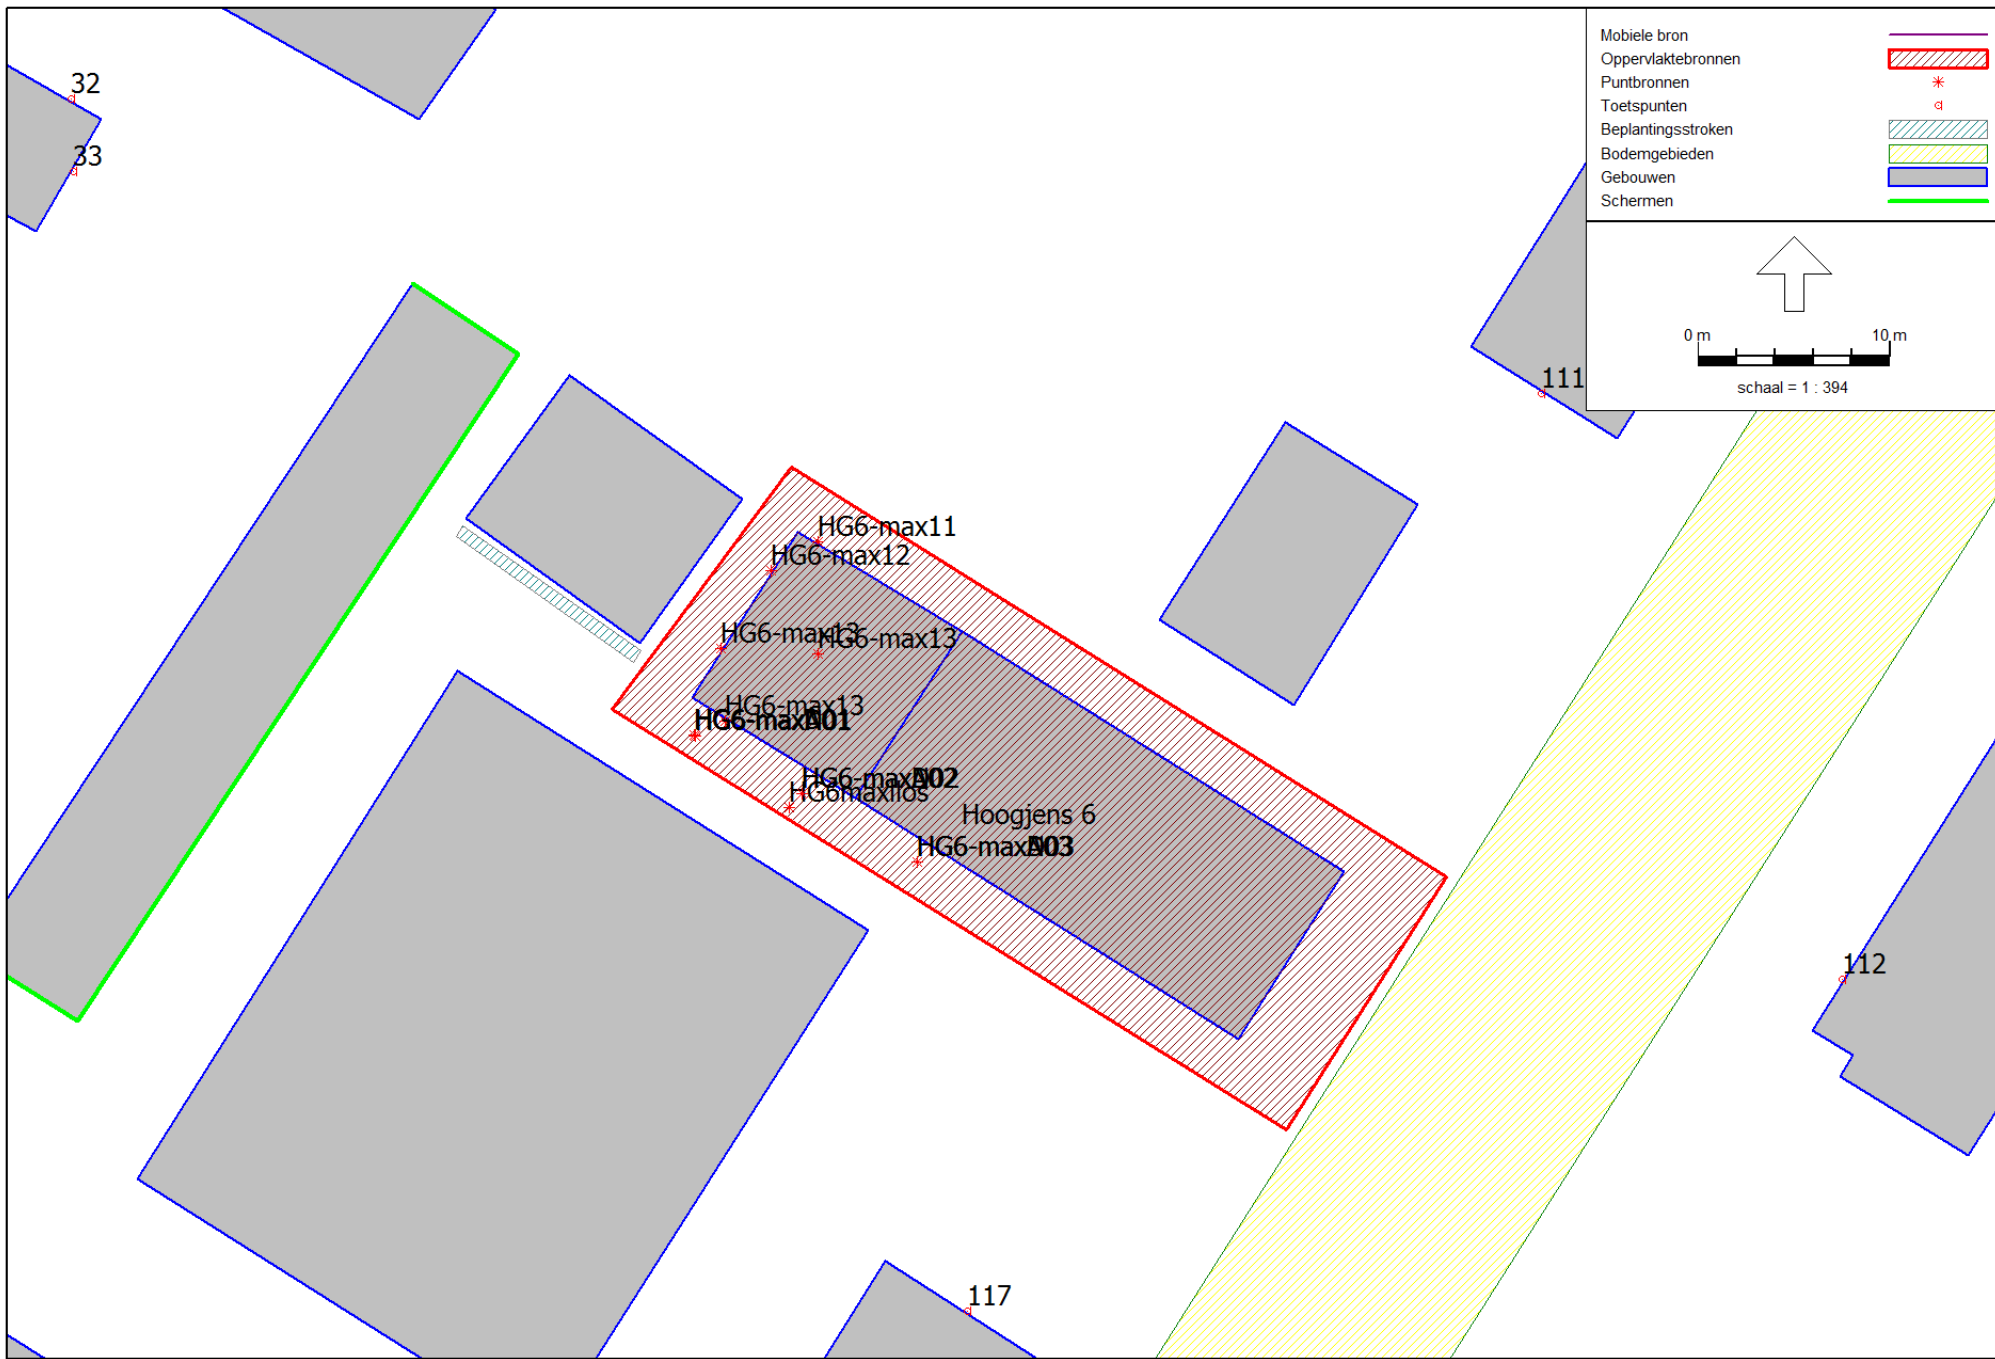 Mobiele bron
Oppervlaktebronnen
Puntbronnen
Toetspunten
Beplantingsstroken
Bodemgebieden
Gebouwen
Schermen
0 m 10 m
schaal = 1 : 394
32
33
111
HG6-max11
HG6-max12
HG6-max13
HG6-max13
HG6-max13
HG6maxllos
Hoogjens 6
112
117